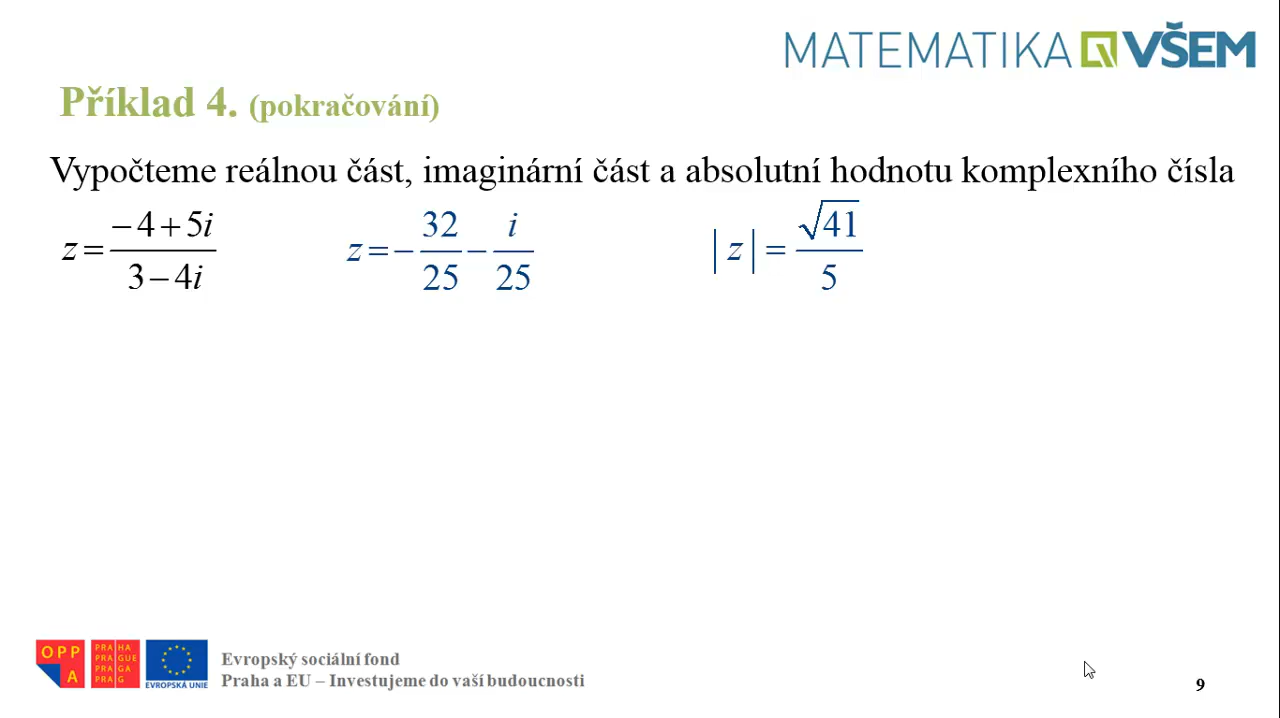 MATEMATIKA VŠEM
Příklad 4. (pokračování)
Vypočteme reálnou část, imaginární část a absolutní hodnotu komplexního čísla
z = (−4 + 5i)/(3 − 4i) z = −32/25 − i/25 |z| = √41/5
OPP A PRA HA PRA GUE PRA GA PRA G EVROPSKÁ UNIE
Evropský sociální fond
Praha a EU – Investujeme do vaší budoucnosti
9